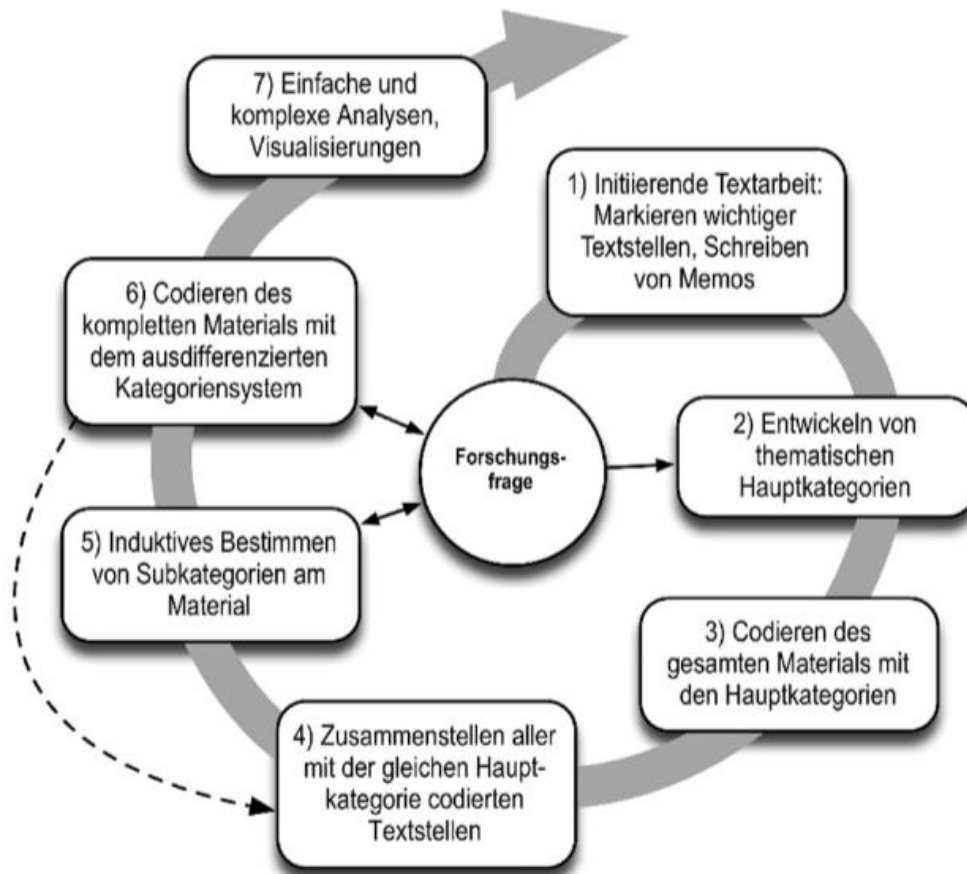 7) Einfache und
komplexe Analysen,
Visualisierungen
1) Initiierende Textarbeit:
Markieren wichtiger
Textstellen, Schreiben
von Memos
6) Codieren des
kompletten Materials mit
dem ausdifferenzierten
Kategoriensystem
Forschungs-
frage
2) Entwickeln von
thematischen
Hauptkategorien
5) Induktives Bestimmen
von Subkategorien am
Material
3) Codieren des
gesamten Materials mit
den Hauptkategorien
4) Zusammenstellen aller
mit der gleichen Haupt-
kategorie codierten
Textstellen